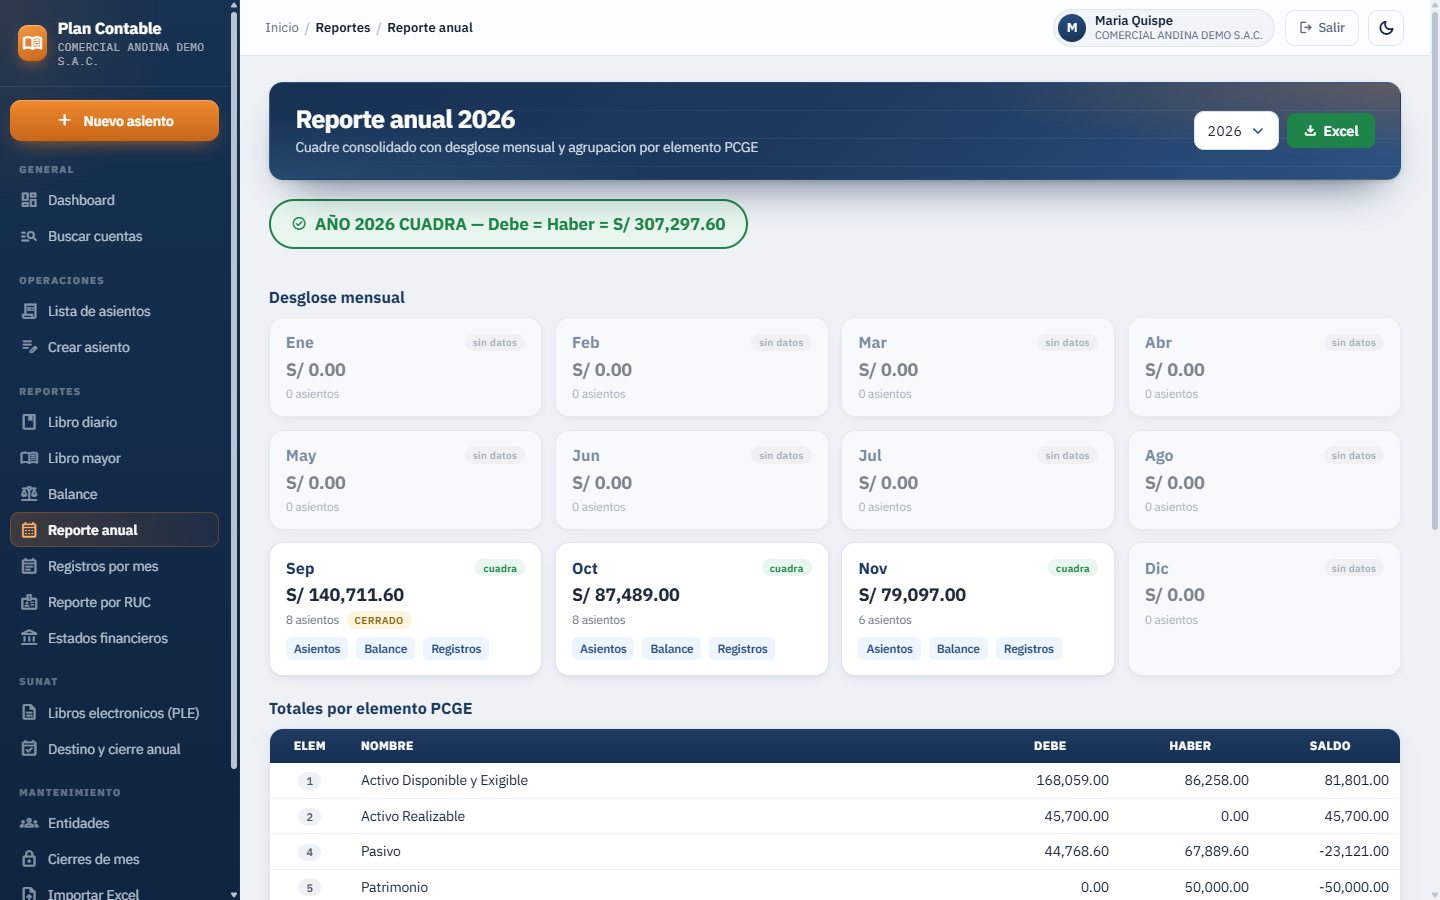 Plan Contable
COMERCIAL ANDINA DEMO
S.A.C.
Nuevo asiento
GENERAL
Dashboard
Buscar cuentas
OPERACIONES
Lista de asientos
Crear asiento
REPORTES
Libro diario
Libro mayor
Balance
Reporte anual
Registros por mes
Reporte por RUC
Estados financieros
SUNAT
Libros electronicos (PLE)
Destino y cierre anual
MANTENIMIENTO
Entidades
Cierres de mes
Importar Excel
Inicio / Reportes / Reporte anual
M
Maria Quispe
COMERCIAL ANDINA DEMO S.A.C.
Salir
Reporte anual 2026
Cuadre consolidado con desglose mensual y agrupacion por elemento PCGE
2026
Excel
AÑO 2026 CUADRA — Debe = Haber = S/ 307,297.60
Desglose mensual
Ene sin datos
S/ 0.00
0 asientos
Feb sin datos
S/ 0.00
0 asientos
Mar sin datos
S/ 0.00
0 asientos
Abr sin datos
S/ 0.00
0 asientos
May sin datos
S/ 0.00
0 asientos
Jun sin datos
S/ 0.00
0 asientos
Jul sin datos
S/ 0.00
0 asientos
Ago sin datos
S/ 0.00
0 asientos
Sep cuadra
S/ 140,711.60
8 asientos CERRADO
Asientos Balance Registros
Oct cuadra
S/ 87,489.00
8 asientos
Asientos Balance Registros
Nov cuadra
S/ 79,097.00
6 asientos
Asientos Balance Registros
Dic sin datos
S/ 0.00
0 asientos
Totales por elemento PCGE
ELEM NOMBRE DEBE HABER SALDO
1 Activo Disponible y Exigible 168,059.00 86,258.00 81,801.00
2 Activo Realizable 45,700.00 0.00 45,700.00
4 Pasivo 44,768.60 67,889.60 -23,121.00
5 Patrimonio 0.00 50,000.00 -50,000.00